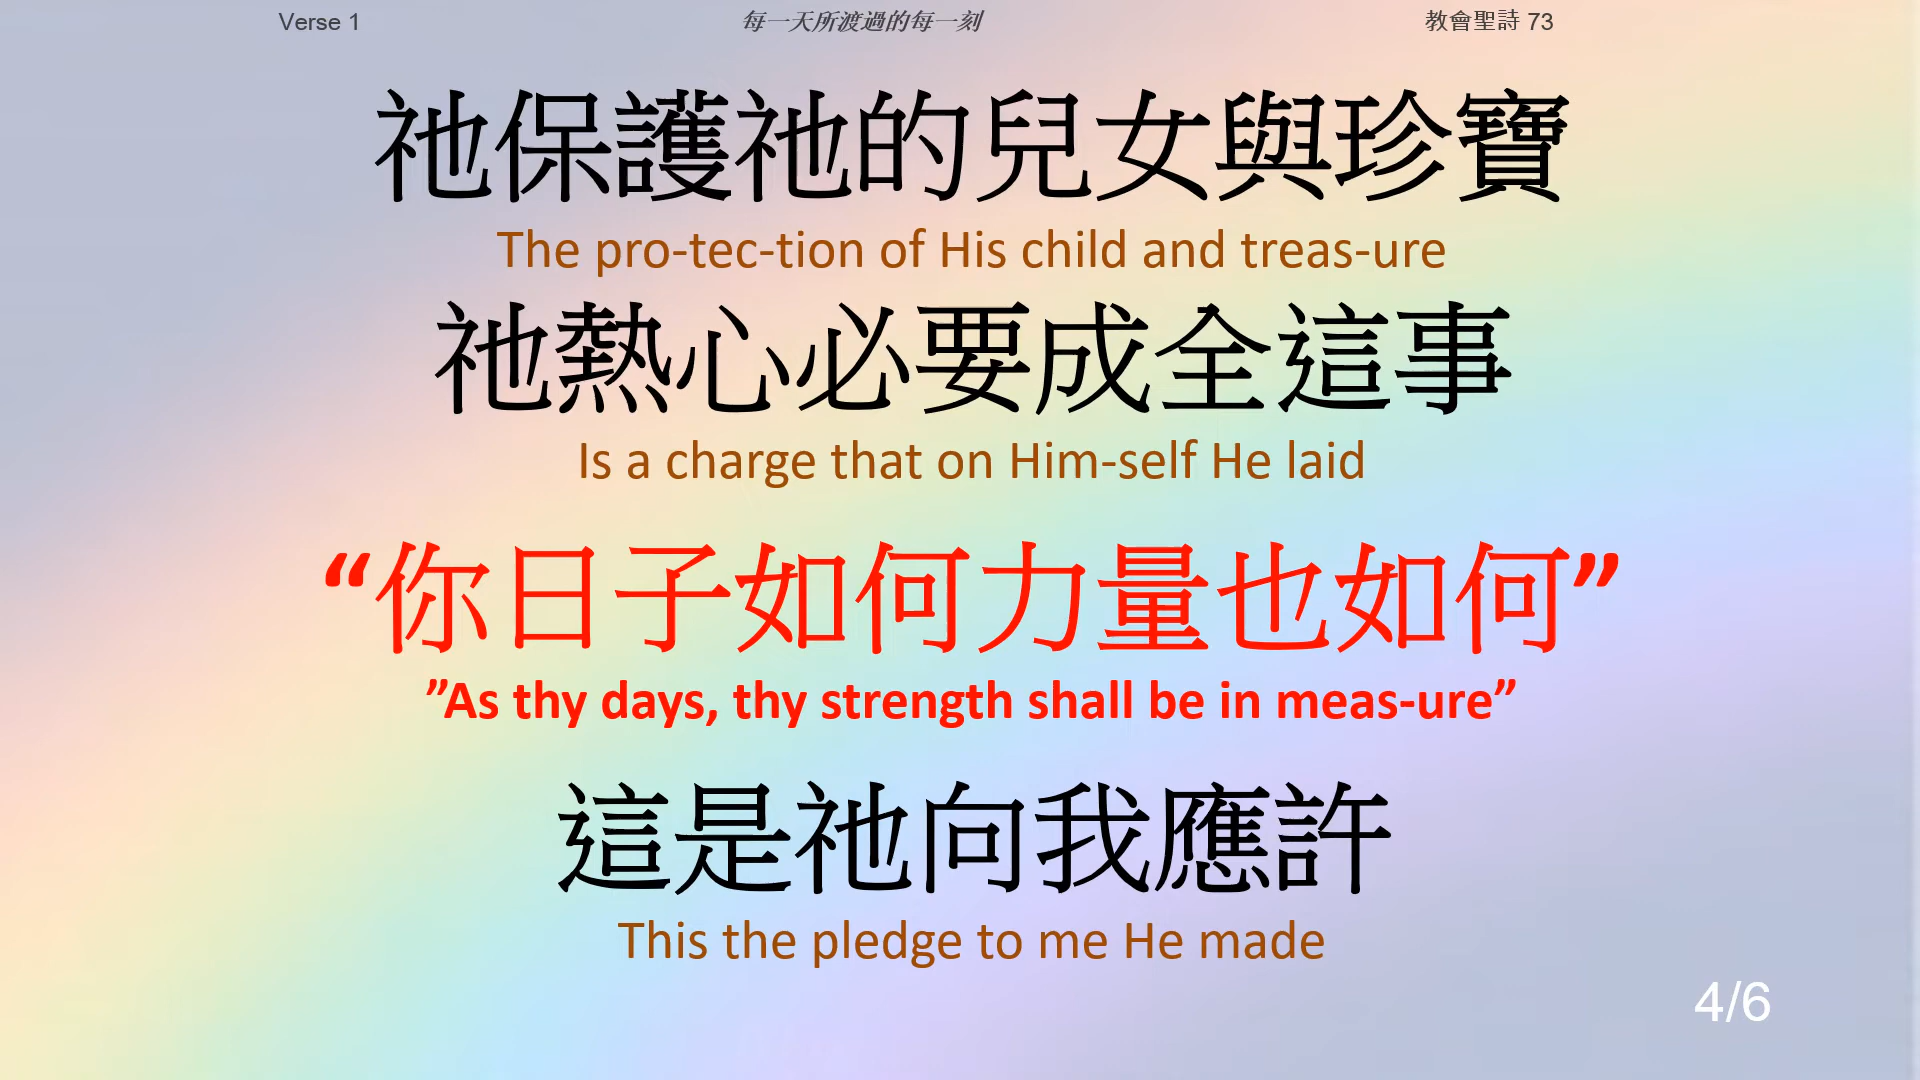 Verse 1
每一天所渡過的每一刻
教會聖詩 73
祂保護祂的兒女與珍寶
The pro-tec-tion of His child and treas-ure
祂熱心必要成全這事
Is a charge that on Him-self He laid
“你日子如何力量也如何”
”As thy days, thy strength shall be in meas-ure”
這是祂向我應許
This the pledge to me He made
4/6